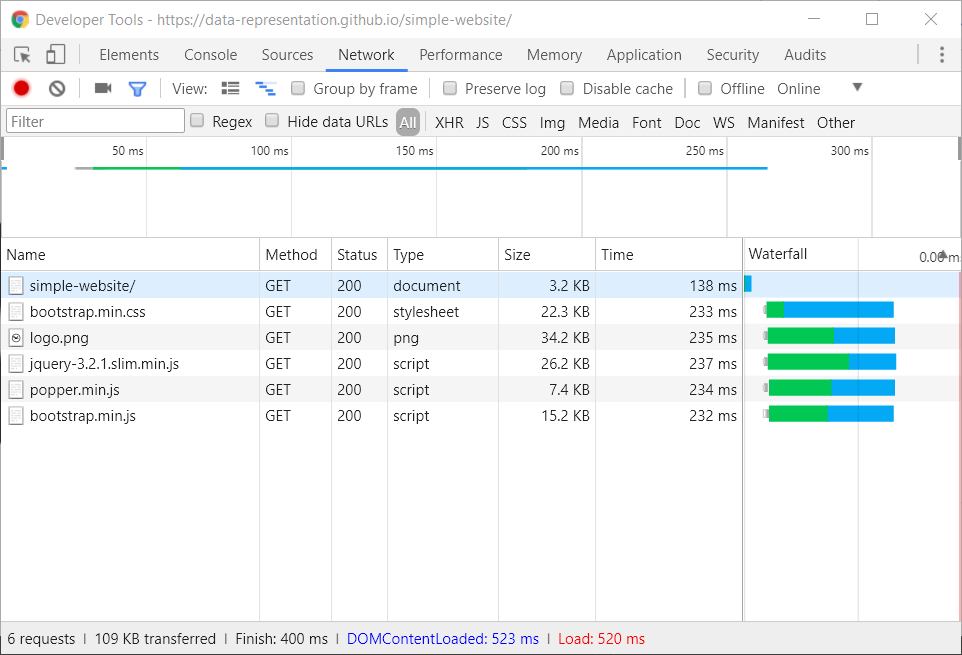 Developer Tools - https://data-representation.github.io/simple-website/
Elements Console Sources Network Performance Memory Application Security Audits
View: Group by frame Preserve log Disable cache Offline Online
Filter Regex Hide data URLs All XHR JS CSS Img Media Font Doc WS Manifest Other
50 ms 100 ms 150 ms 200 ms 250 ms 300 ms
Name Method Status Type Size Time Waterfall
simple-website/ GET 200 document 3.2 KB 138 ms
bootstrap.min.css GET 200 stylesheet 22.3 KB 233 ms
logo.png GET 200 png 34.2 KB 235 ms
jquery-3.2.1.slim.min.js GET 200 script 26.2 KB 237 ms
popper.min.js GET 200 script 7.4 KB 234 ms
bootstrap.min.js GET 200 script 15.2 KB 232 ms
6 requests | 109 KB transferred | Finish: 400 ms | DOMContentLoaded: 523 ms | Load: 520 ms